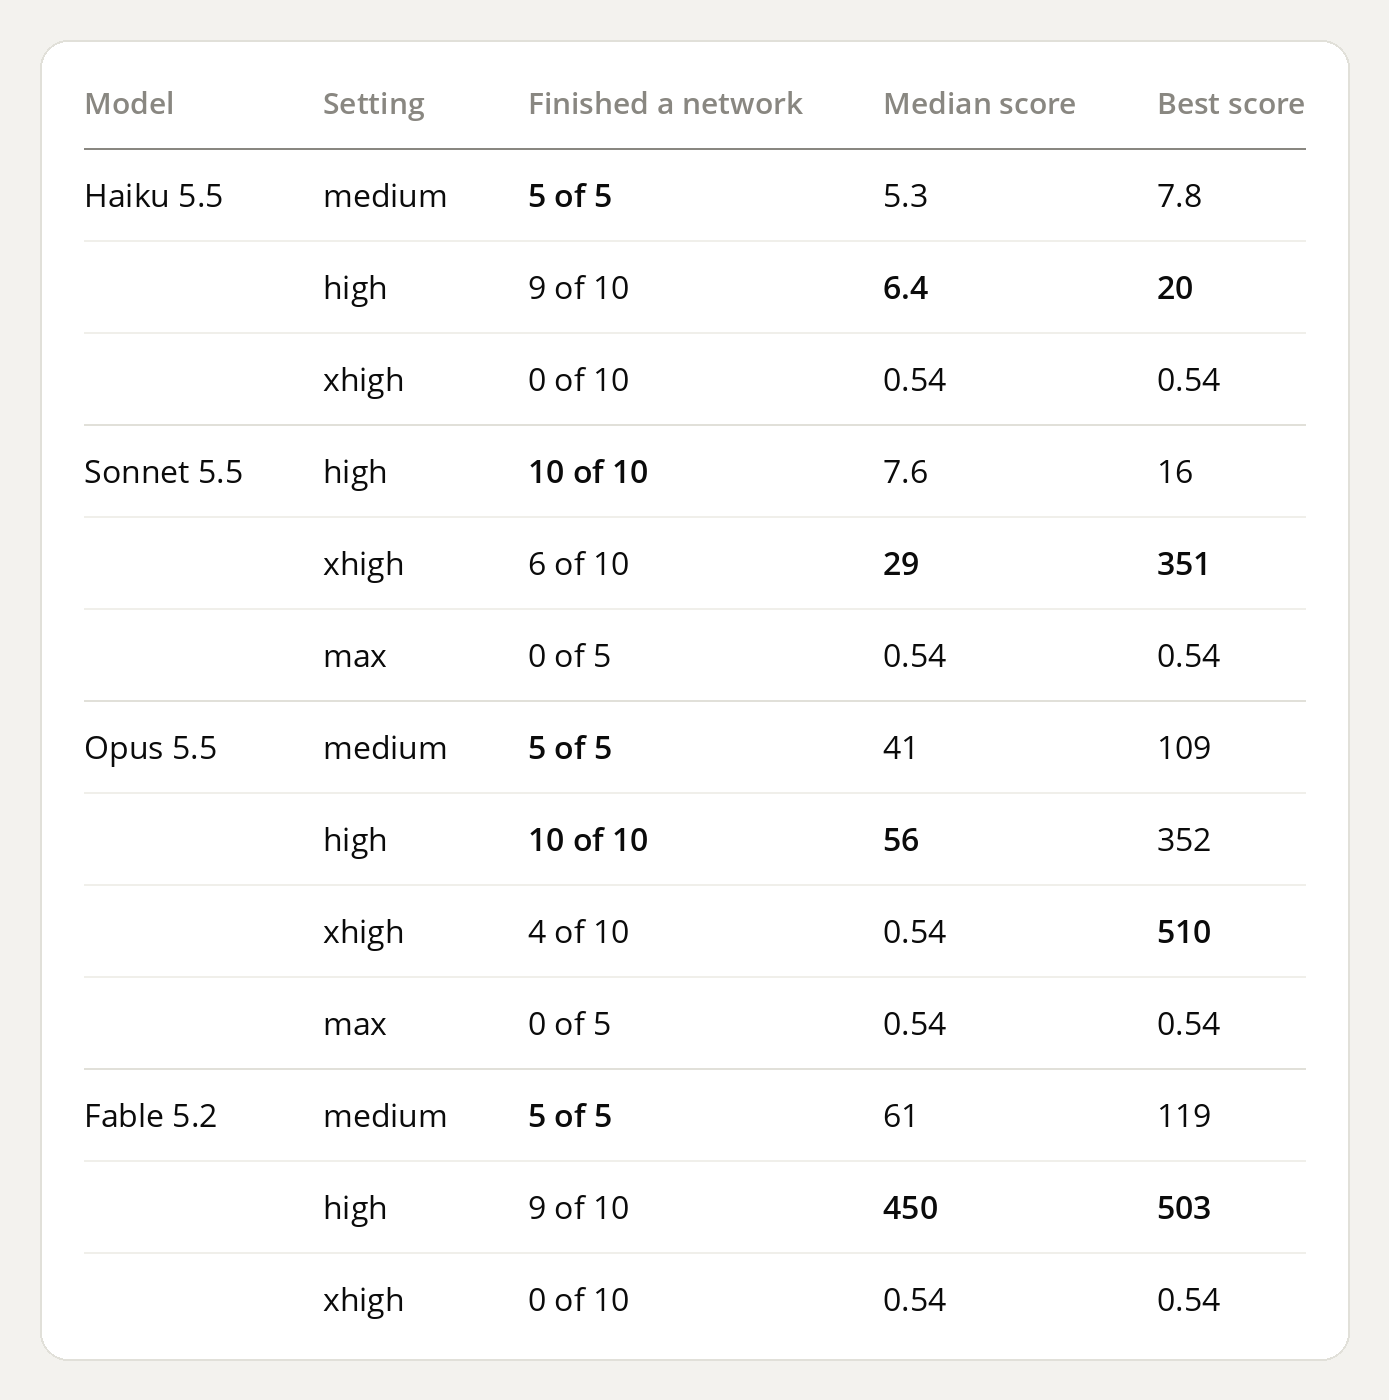 Model Setting Finished a network Median score Best score
Haiku 5.5 medium 5 of 5 5.3 7.8
high 9 of 10 6.4 20
xhigh 0 of 10 0.54 0.54
Sonnet 5.5 high 10 of 10 7.6 16
xhigh 6 of 10 29 351
max 0 of 5 0.54 0.54
Opus 5.5 medium 5 of 5 41 109
high 10 of 10 56 352
xhigh 4 of 10 0.54 510
max 0 of 5 0.54 0.54
Fable 5.2 medium 5 of 5 61 119
high 9 of 10 450 503
xhigh 0 of 10 0.54 0.54